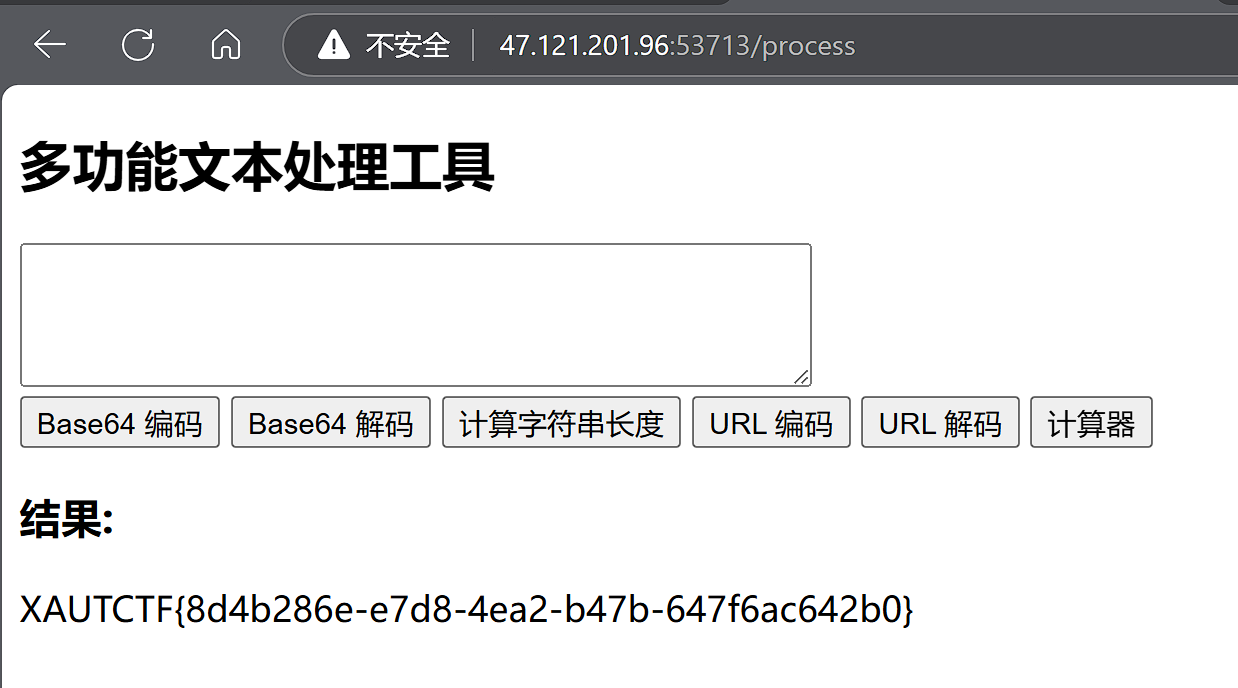 不安全 47.121.201.96:53713/process
多功能文本处理工具
Base64 编码 Base64 解码 计算字符串长度 URL 编码 URL 解码 计算器
结果:
XAUTCTF{8d4b286e-e7d8-4ea2-b47b-647f6ac642b0}